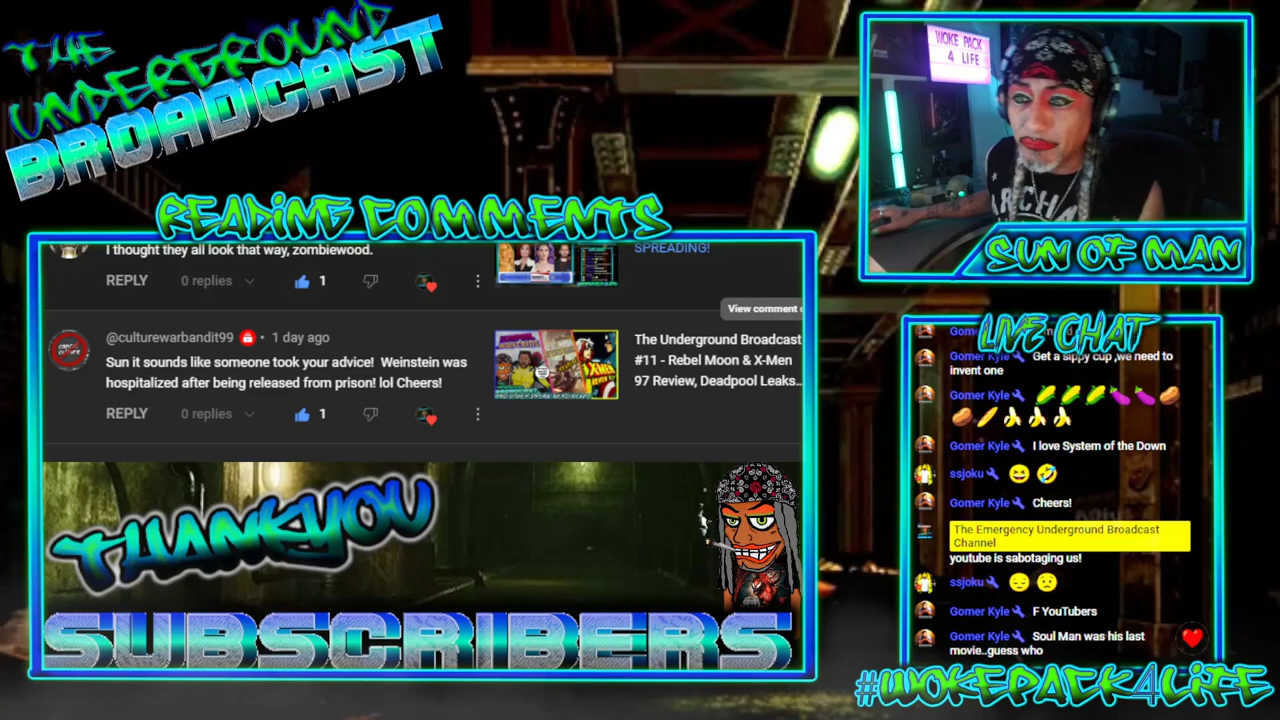 THE
UNDERGROUND
BROADCAST
WOKE PACK
4 LIFE
ARCHA
SUN OF MAN
READING COMMENTS
I thought they all look that way, zombiewood.
SPREADING!
REPLY 0 replies 1
View comment
@culturewarbandit99 • 1 day ago
Sun it sounds like someone took your advice! Weinstein was
hospitalized after being released from prison! lol Cheers!
REPLY 0 replies 1
The Underground Broadcast
#11 - Rebel Moon & X-Men
97 Review, Deadpool Leaks...
THANKYOU
SUBSCRIBERS
LIVE CHAT
Gomer Kyle Get a sippy cup ,we need to
invent one
Gomer Kyle 🌽🌽🌽🍆🍆🥔
🥔🥖🍌🍌🍌
Gomer Kyle I love System of the Down
ssjoku 😆 🤣
Gomer Kyle Cheers!
The Emergency Underground Broadcast
Channel
youtube is sabotaging us!
ssjoku 😔 😟
Gomer Kyle F YouTubers
Gomer Kyle Soul Man was his last
movie..guess who
#WOKEPACK4LIFE